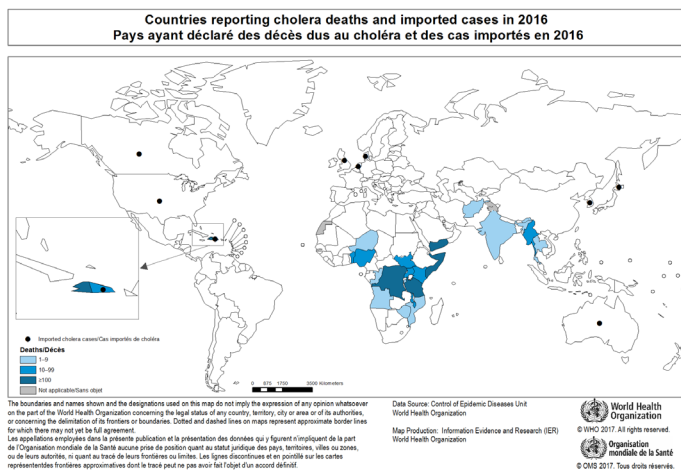 Countries reporting cholera deaths and imported cases in 2016
Pays ayant déclaré des décès dus au choléra et des cas importés en 2016
Imported cholera cases/Cas importés de choléra
Deaths/Décès
1–9
10–99
≥100
Not applicable/Sans objet
0 875 1750 3500 Kilometers
The boundaries and names shown and the designations used on this map do not imply the expression of any opinion whatsoever
on the part of the World Health Organization concerning the legal status of any country, territory, city or area or of its authorities,
or concerning the delimitation of its frontiers or boundaries. Dotted and dashed lines on maps represent approximate border lines
for which there may not yet be full agreement.
Les appellations employées dans la présente publication et la présentation des données qui y figurent n'impliquent de la part
de l'Organisation mondiale de la Santé aucune prise de position quant au statut juridique des pays, territoires, villes ou zones,
ou de leurs autorités, ni quant au tracé de leurs frontières ou limites. Les lignes discontinues et en pointillé sur les cartes
représententdes frontières approximatives dont le tracé peut ne pas avoir fait l'objet d'un accord définitif.
Data Source: Control of Epidemic Diseases Unit
World Health Organization
Map Production: Information Evidence and Research (IER)
World Health Organization
World Health
Organization
© WHO 2017. All rights reserved.
Organisation
mondiale de la Santé
© OMS 2017. Tous droits réservés.